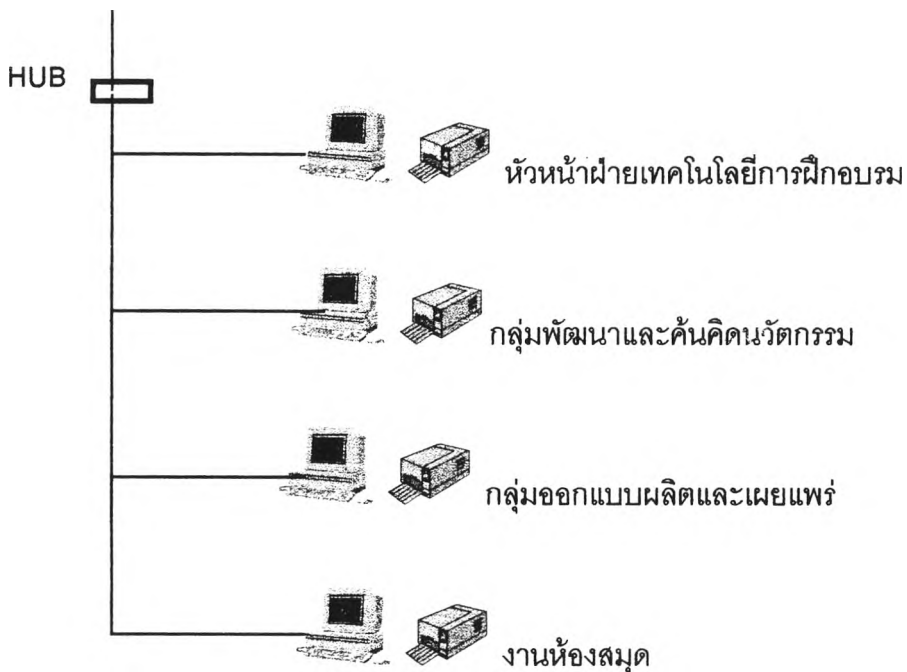 HUB
หัวหน้าฝ่ายเทคโนโลยีการฝึกอบรม
กลุ่มพัฒนาและค้นคิดนวัตกรรม
กลุ่มออกแบบผลิตและเผยแพร่
งานห้องสมุด